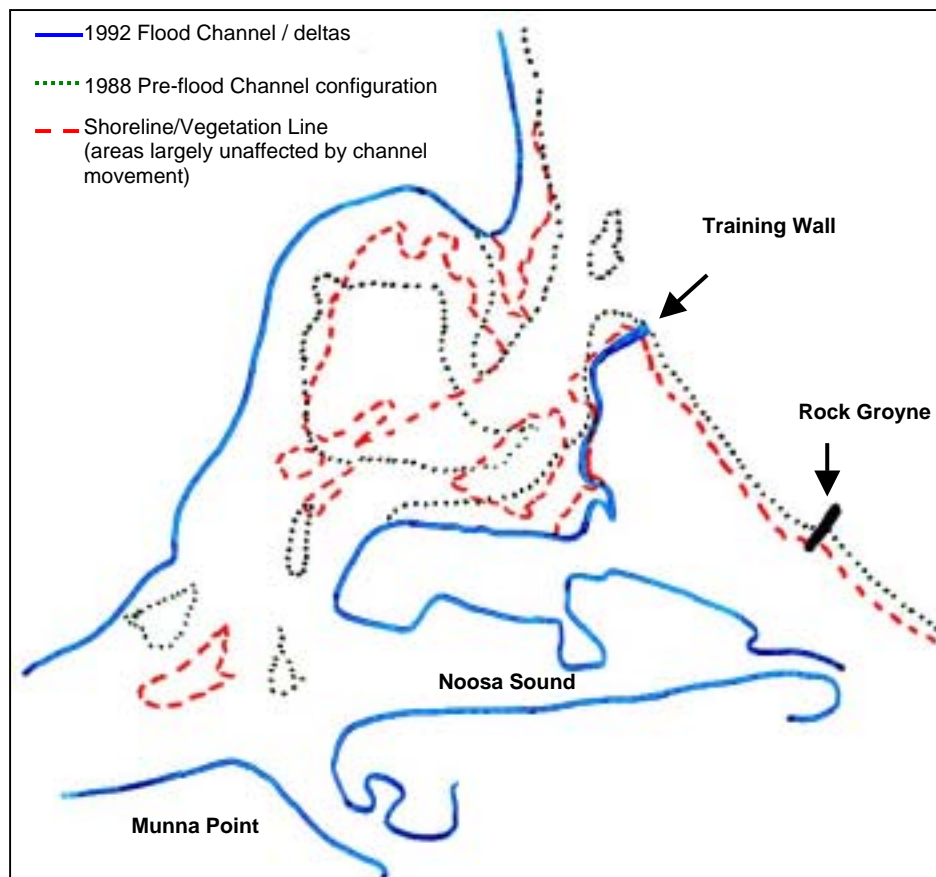 1992 Flood Channel / deltas
1988 Pre-flood Channel configuration
Shoreline/Vegetation Line
(areas largely unaffected by channel
movement)
Training Wall
Rock Groyne
Noosa Sound
Munna Point